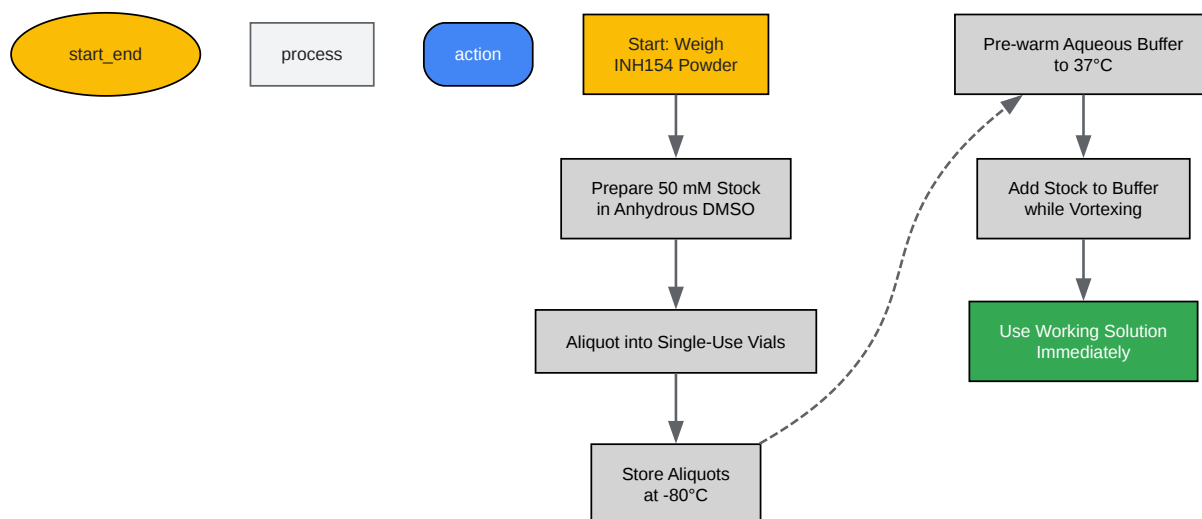 start_end
process
action
Start: Weigh
INH154 Powder
Prepare 50 mM Stock
in Anhydrous DMSO
Aliquot into Single-Use Vials
Store Aliquots
at -80°C
Pre-warm Aqueous Buffer
to 37°C
Add Stock to Buffer
while Vortexing
Use Working Solution
Immediately